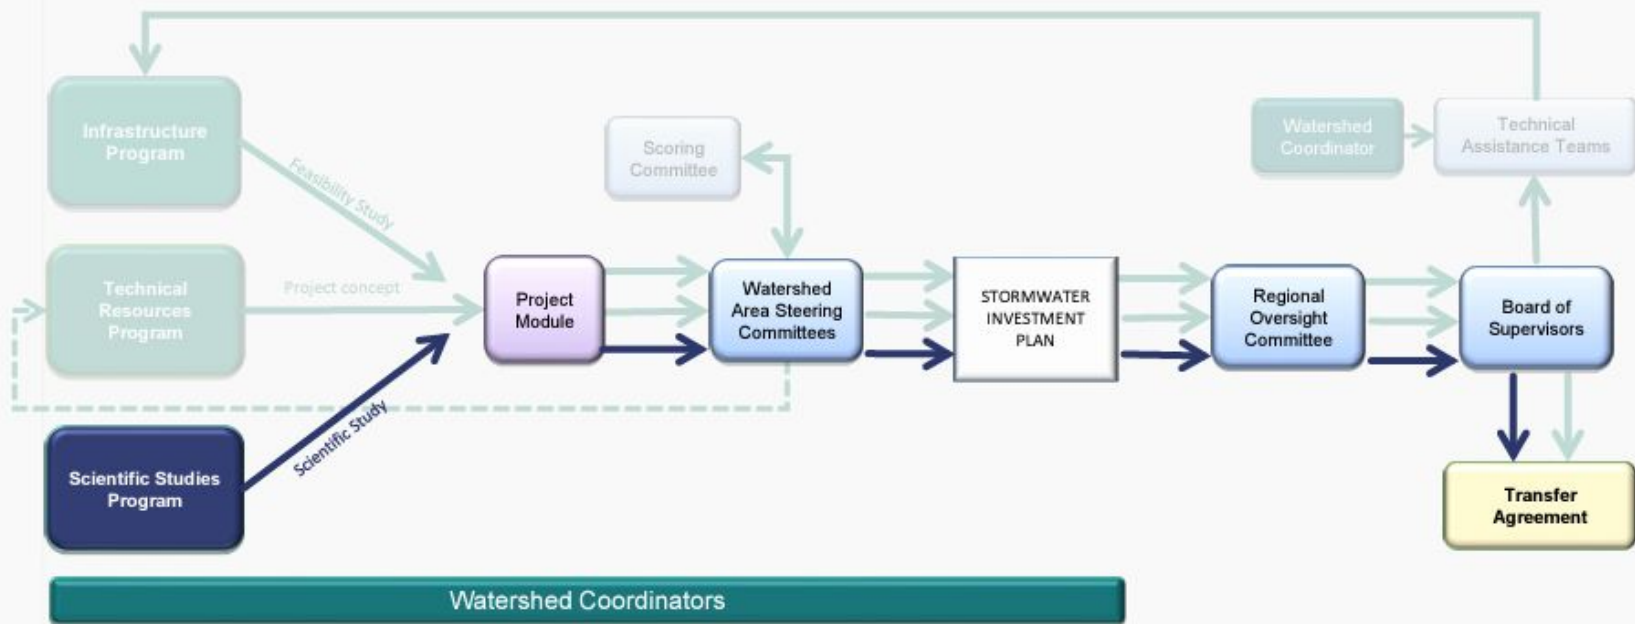 Infrastructure
Program
Feasibility Study
Scoring
Committee
Watershed
Coordinator
Technical
Assistance Teams
Technical
Resources
Program
Project concept
Project
Module
Watershed
Area Steering
Committees
STORMWATER
INVESTMENT
PLAN
Regional
Oversight
Committee
Board of
Supervisors
Scientific Studies
Program
Scientific Study
Transfer
Agreement
Watershed Coordinators